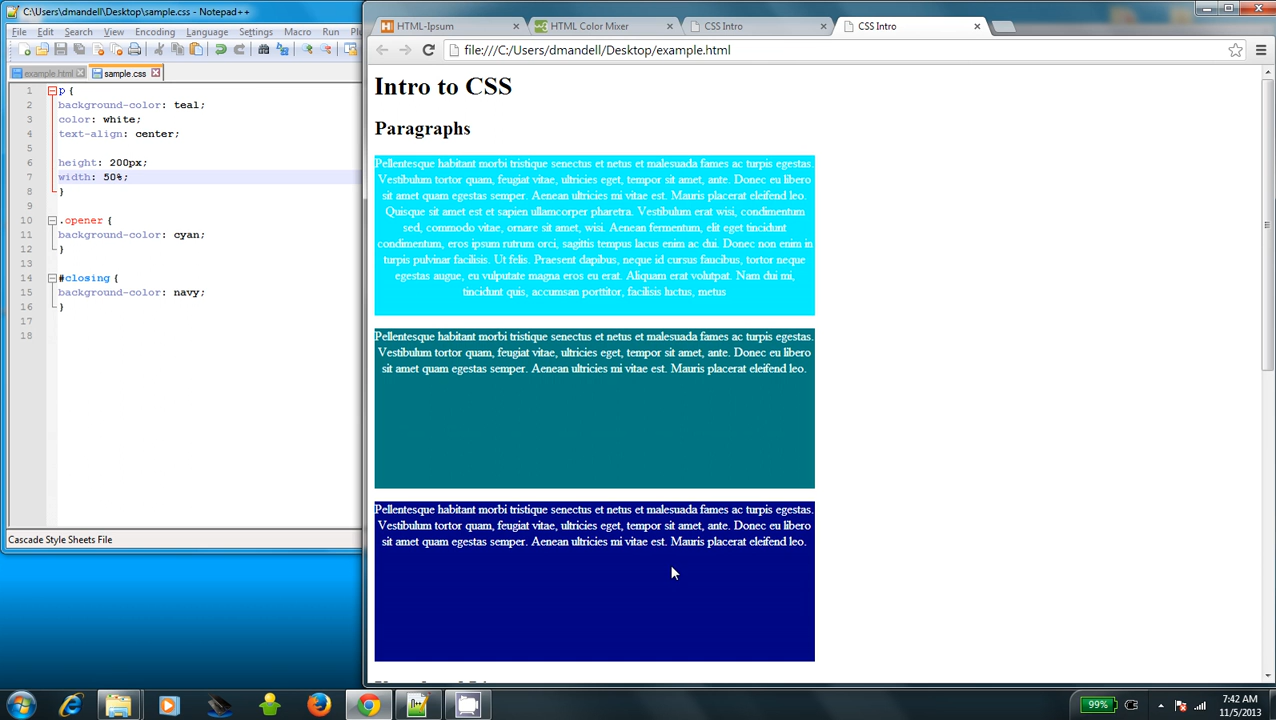 C:\Users\dmandell\Desktop\sample.css - Notepad++
File Edit Search View Encoding Language Settings Macro Run
example.html sample.css
1 p {
2 background-color: teal;
3 color: white;
4 text-align: center;
5
6 height: 200px;
7 width: 50%;
8 }
9
10 .opener {
11 background-color: cyan;
12 }
13
14 #closing {
15 background-color: navy;
16 }
17
18
Cascade Style Sheets File
HTML-Ipsum HTML Color Mixer CSS Intro CSS Intro
file:///C:/Users/dmandell/Desktop/example.html
Intro to CSS
Paragraphs
Pellentesque habitant morbi tristique senectus et netus et malesuada fames ac turpis egestas.
Vestibulum tortor quam, feugiat vitae, ultricies eget, tempor sit amet, ante. Donec eu libero
sit amet quam egestas semper. Aenean ultricies mi vitae est. Mauris placerat eleifend leo.
Quisque sit amet est et sapien ullamcorper pharetra. Vestibulum erat wisi, condimentum
sed, commodo vitae, ornare sit amet, wisi. Aenean fermentum, elit eget tincidunt
condimentum, eros ipsum rutrum orci, sagittis tempus lacus enim ac dui. Donec non enim in
turpis pulvinar facilisis. Ut felis. Praesent dapibus, neque id cursus faucibus, tortor neque
egestas augue, eu vulputate magna eros eu erat. Aliquam erat volutpat. Nam dui mi,
tincidunt quis, accumsan porttitor, facilisis luctus, metus
Pellentesque habitant morbi tristique senectus et netus et malesuada fames ac turpis egestas.
Vestibulum tortor quam, feugiat vitae, ultricies eget, tempor sit amet, ante. Donec eu libero
sit amet quam egestas semper. Aenean ultricies mi vitae est. Mauris placerat eleifend leo.
Pellentesque habitant morbi tristique senectus et netus et malesuada fames ac turpis egestas.
Vestibulum tortor quam, feugiat vitae, ultricies eget, tempor sit amet, ante. Donec eu libero
sit amet quam egestas semper. Aenean ultricies mi vitae est. Mauris placerat eleifend leo.
99%
7:42 AM
11/5/2013